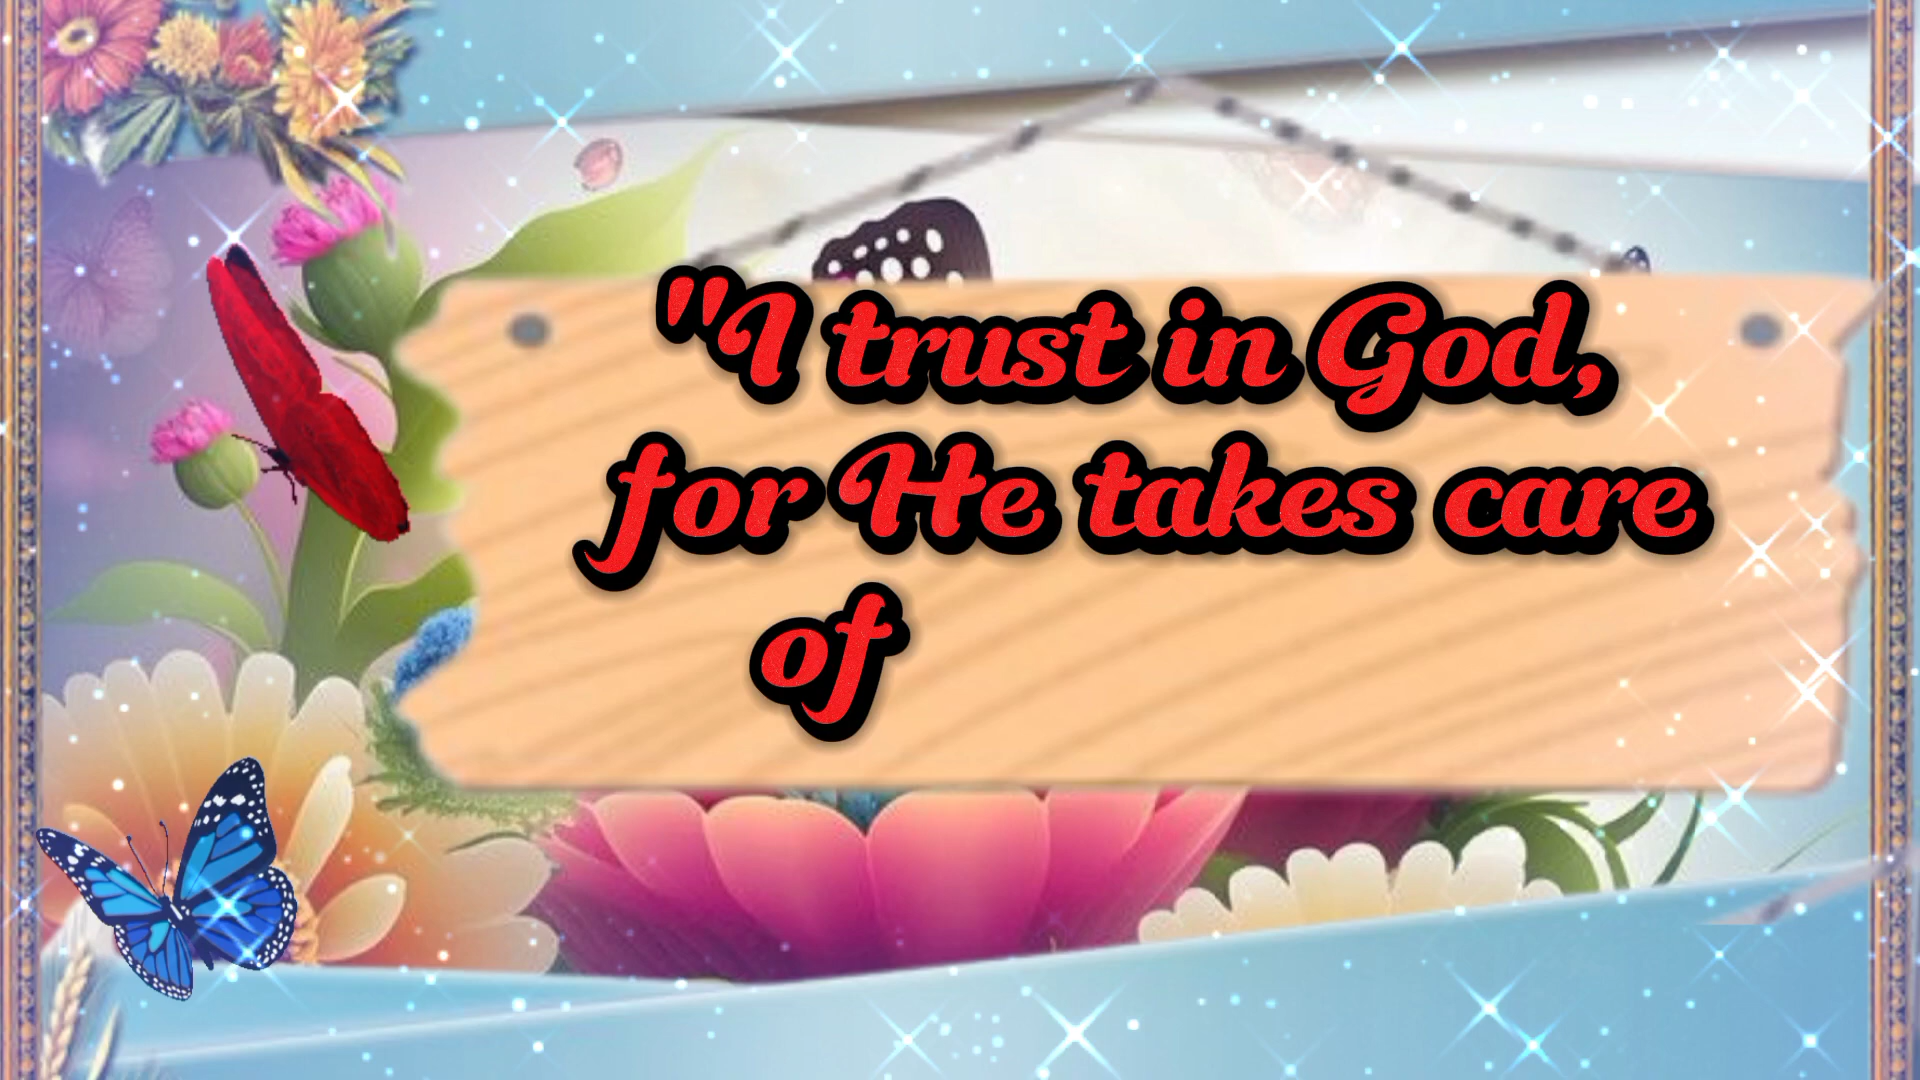 "I trust in God,
for He takes care
of